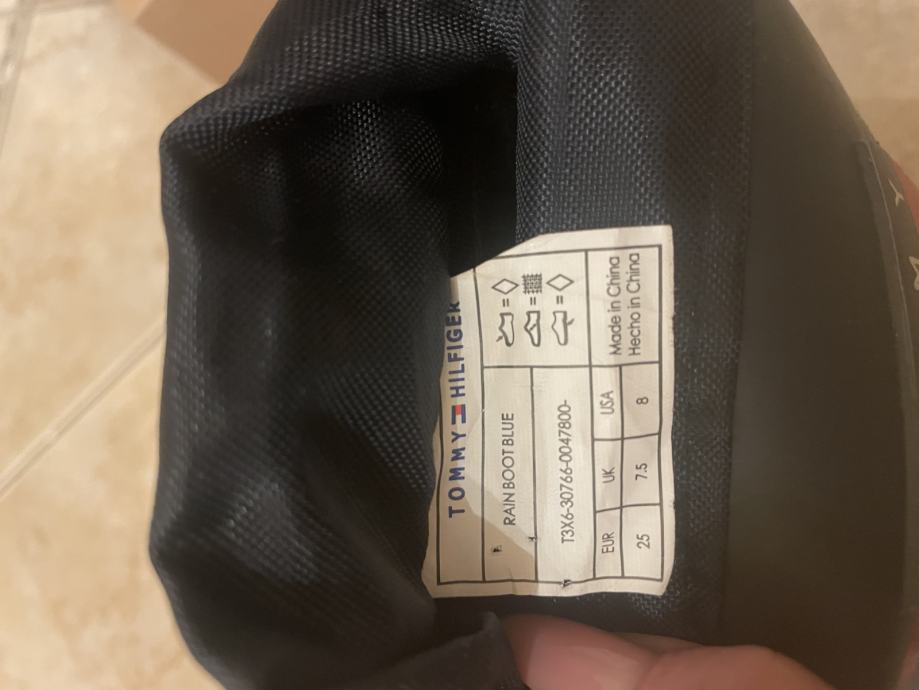 TOMMY HILFIGER
RAIN BOOT BLUE
T3X6-30766-0047800-
EUR UK USA
25 7.5 8
Made in China
Hecho in China